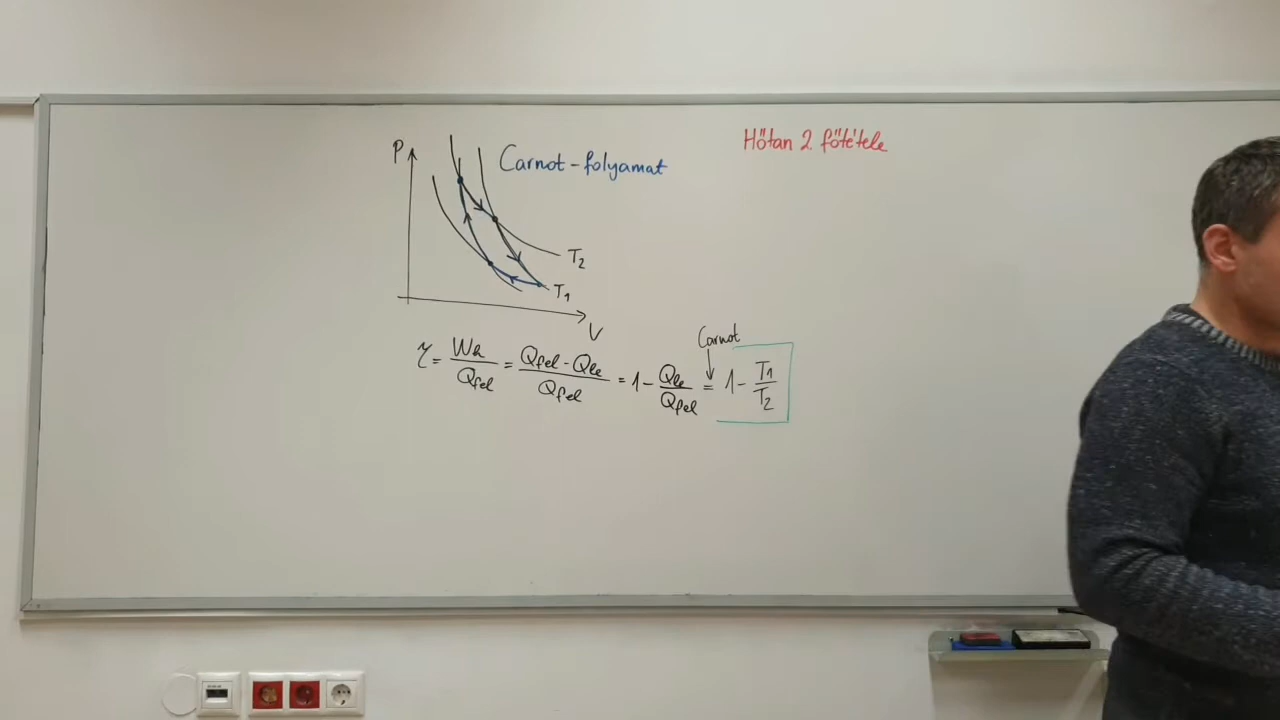 Hőtan 2. főtétele
P
Carnot-folyamat
T₂
T₁
V
Carnot
η = Wh/Qfel = (Qfel - Qle)/Qfel = 1 - Qle/Qfel = 1 - T₁/T₂